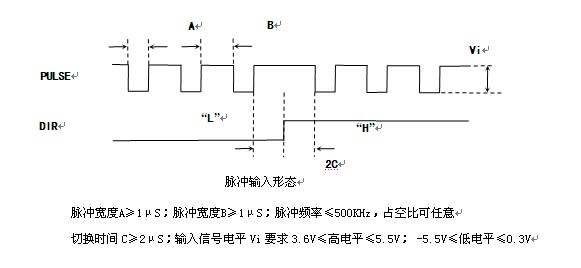 A B
Vi↵
PULSE↵
DIR↵
“L”↵ “H”↵
2C
脉冲输入形态↵
脉冲宽度A≥1μS；脉冲宽度B≥1μS；脉冲频率≤500KHz，占空比可任意↵
切换时间C≥2μS；输入信号电平Vi要求3.6V≤高电平≤5.5V； -5.5V≤低电平≤0.3V↵